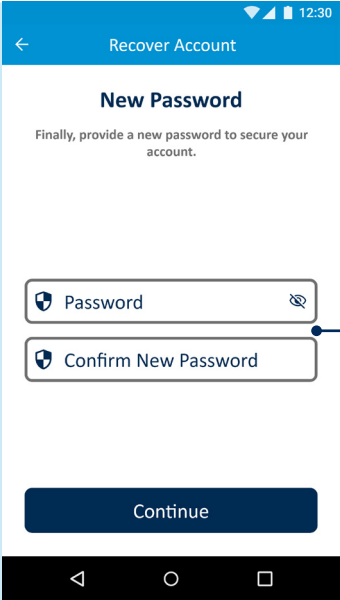 12:30
Recover Account
New Password
Finally, provide a new password to secure your
account.
Password
Confirm New Password
Continue